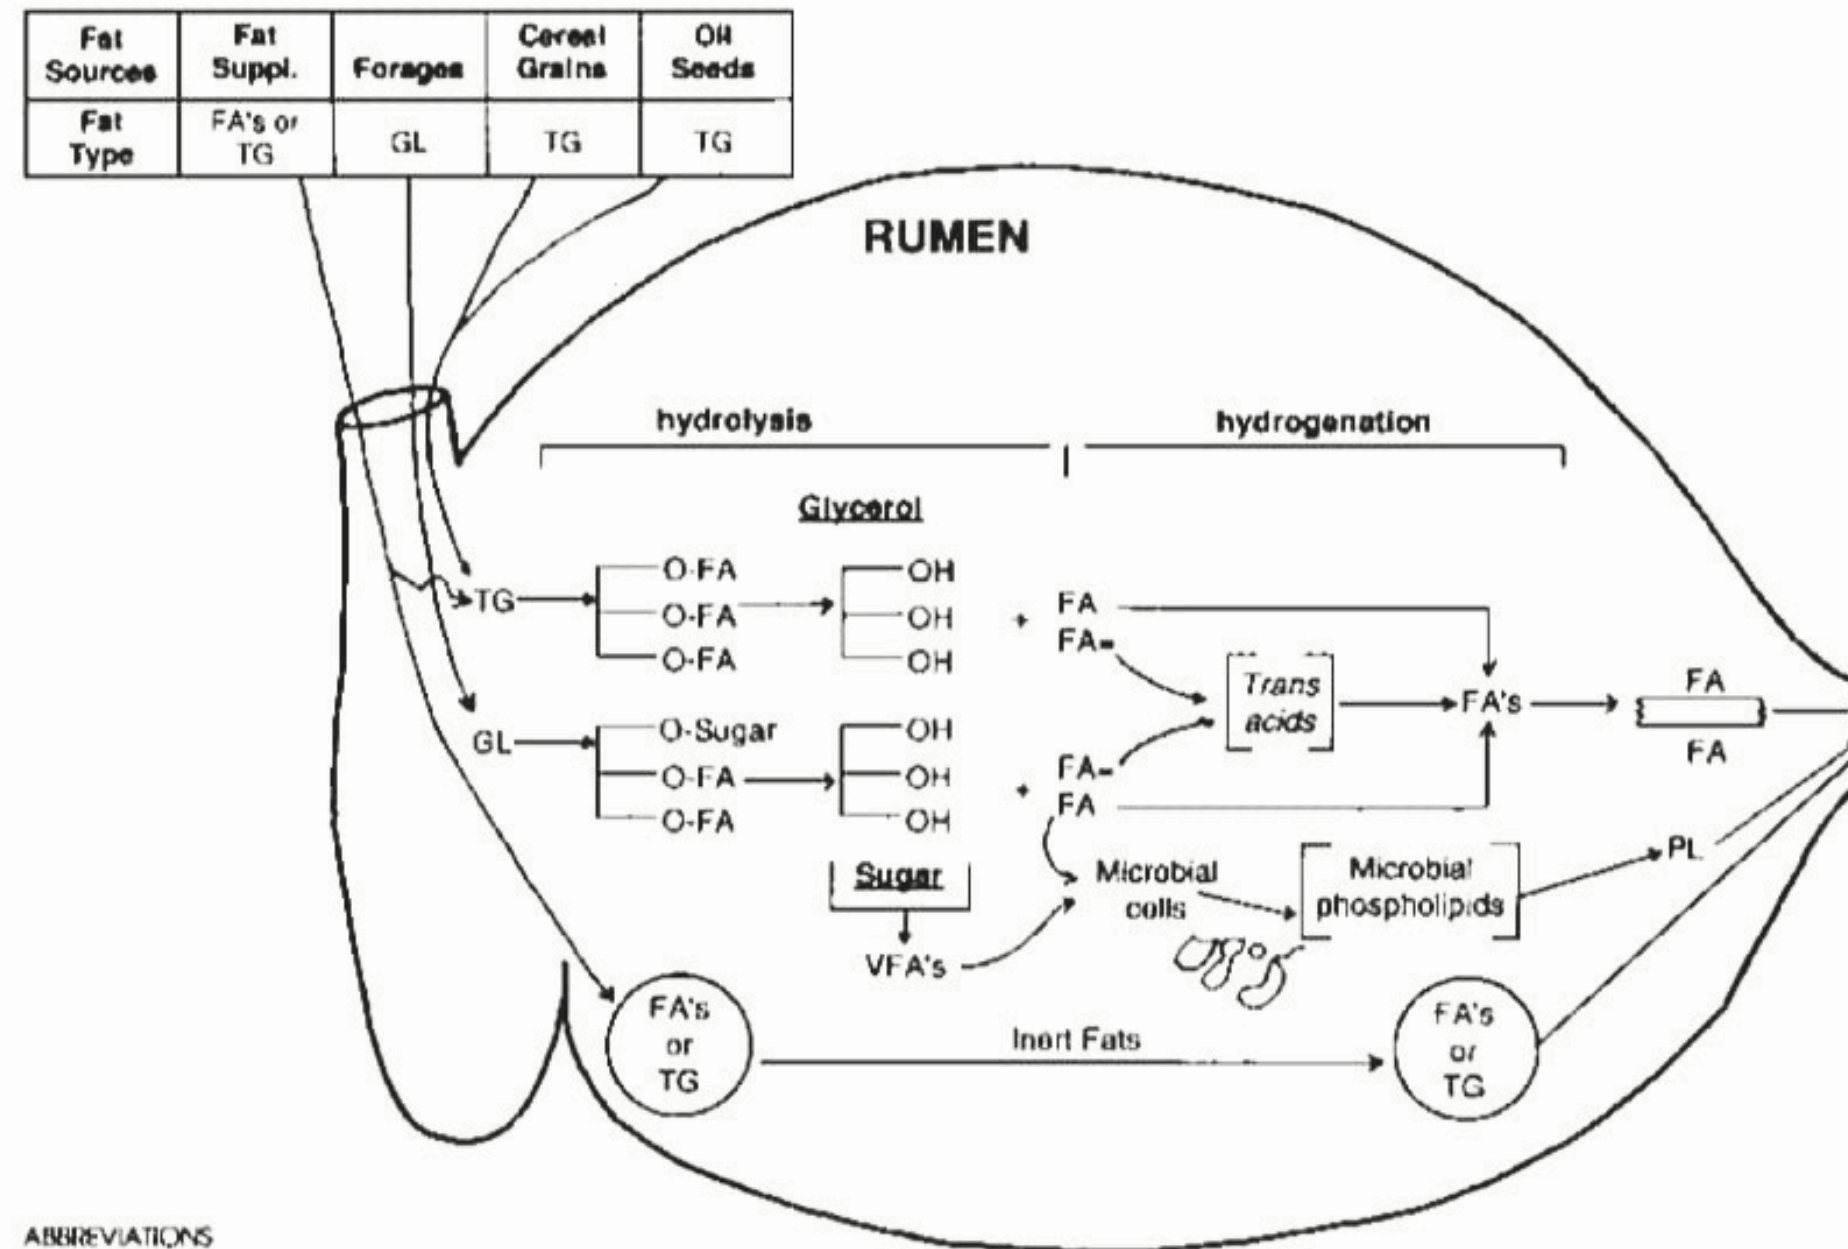 Fat Sources
Fat Suppl.
Forages
Cereal Grains
Oil Seeds
Fat Type
FA's or TG
GL
TG
TG
RUMEN
hydrolysis
hydrogenation
Glycerol
TG
O-FA
O-FA
O-FA
OH
OH
OH
+
FA
FA=
Trans acids
FA's
FA
FA
GL
O-Sugar
O-FA
O-FA
OH
OH
OH
+
FA=
FA
Sugar
VFA's
Microbial cells
Microbial phospholipids
PL
FA's or TG
Inert Fats
FA's or TG
ABBREVIATIONS